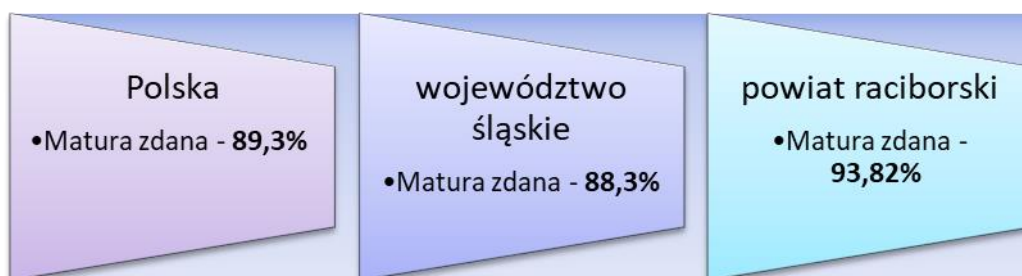 Polska
•Matura zdana - 89,3%
województwo
śląskie
•Matura zdana - 88,3%
powiat raciborski
•Matura zdana -
93,82%